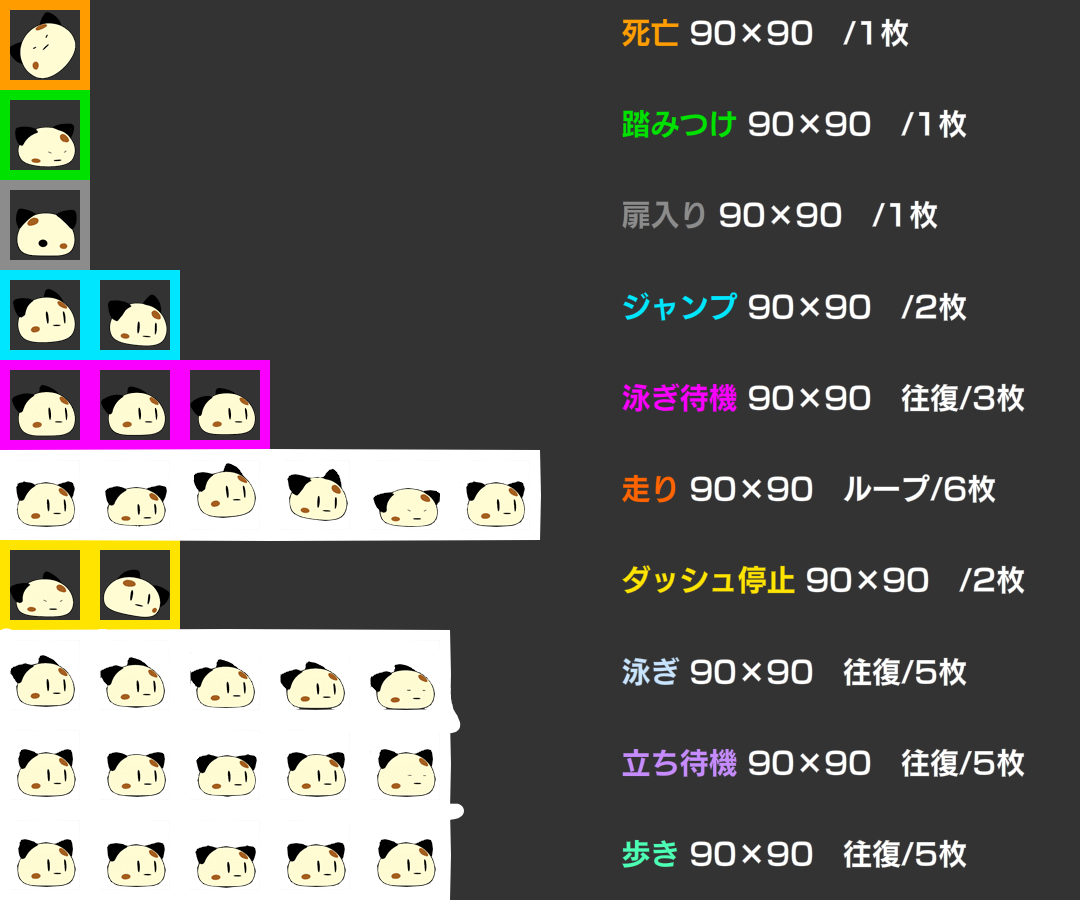 死亡 90×90　/1枚
踏みつけ 90×90　/1枚
扉入り 90×90　/1枚
ジャンプ 90×90　/2枚
泳ぎ待機 90×90　往復/3枚
走り 90×90　ループ/6枚
ダッシュ停止 90×90　/2枚
泳ぎ 90×90　往復/5枚
立ち待機 90×90　往復/5枚
歩き 90×90　往復/5枚